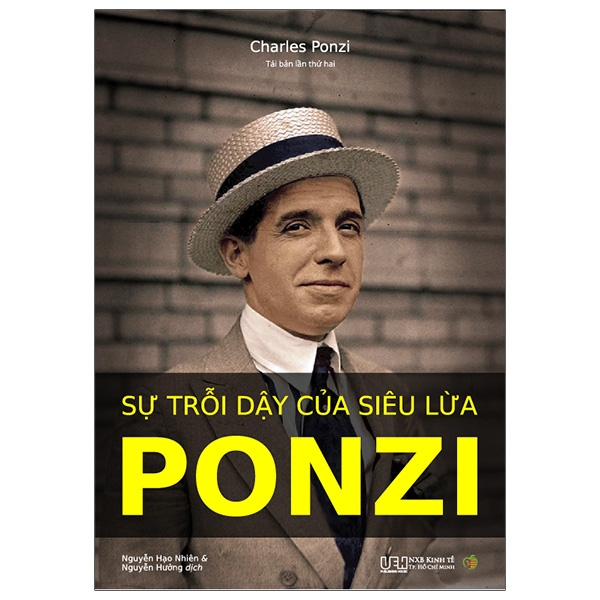 Charles Ponzi
Tái bản lần thứ hai
SỰ TRỖI DẬY CỦA SIÊU LỪA
PONZI
Nguyễn Hạo Nhiên &
Nguyễn Hưởng dịch
UEH NXB KINH TẾ
TP. HỒ CHÍ MINH